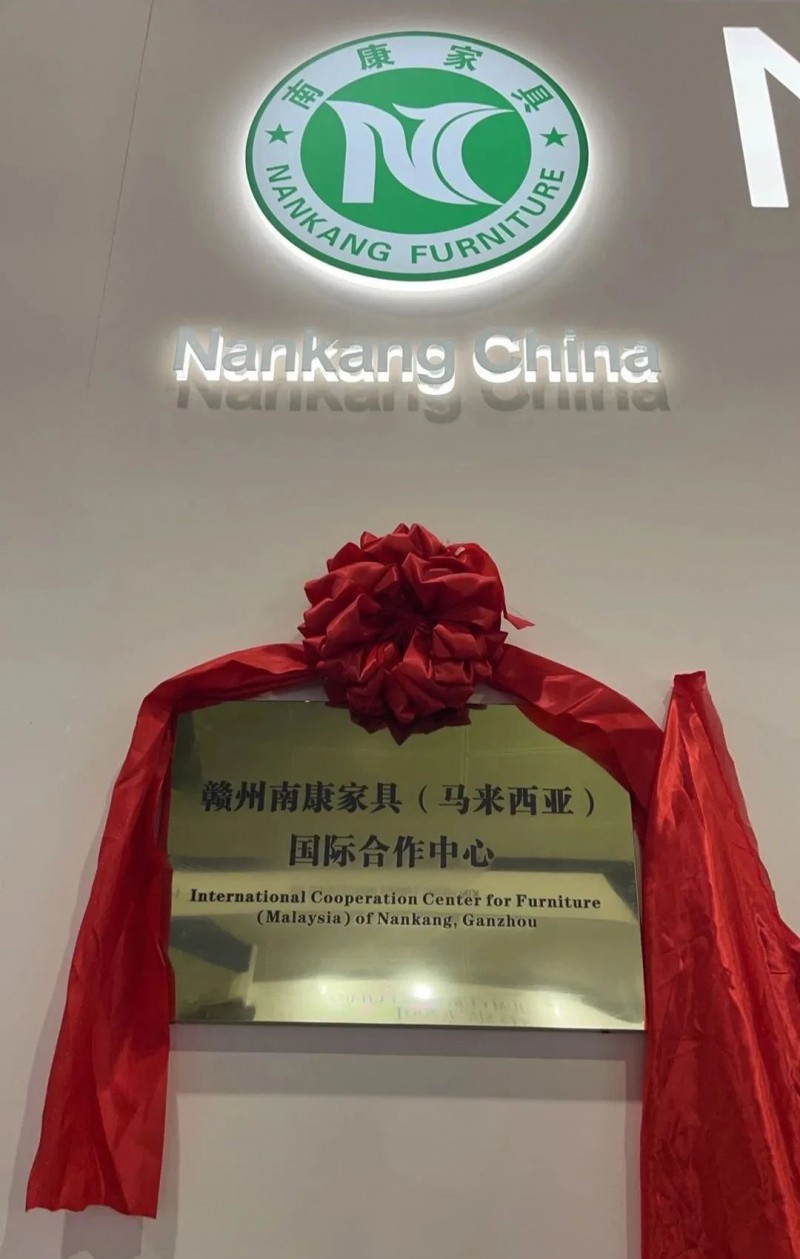 南康家具
NANKANG FURNITURE
Nankang China
赣州南康家具（马来西亚）
国际合作中心
International Cooperation Center for Furniture
(Malaysia) of Nankang, Ganzhou